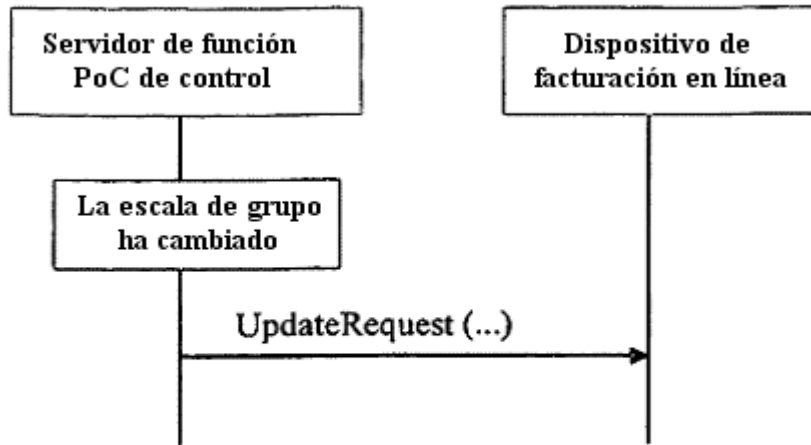 Servidor de función
PoC de control
Dispositivo de
facturación en línea
La escala de grupo
ha cambiado
UpdateRequest (...)